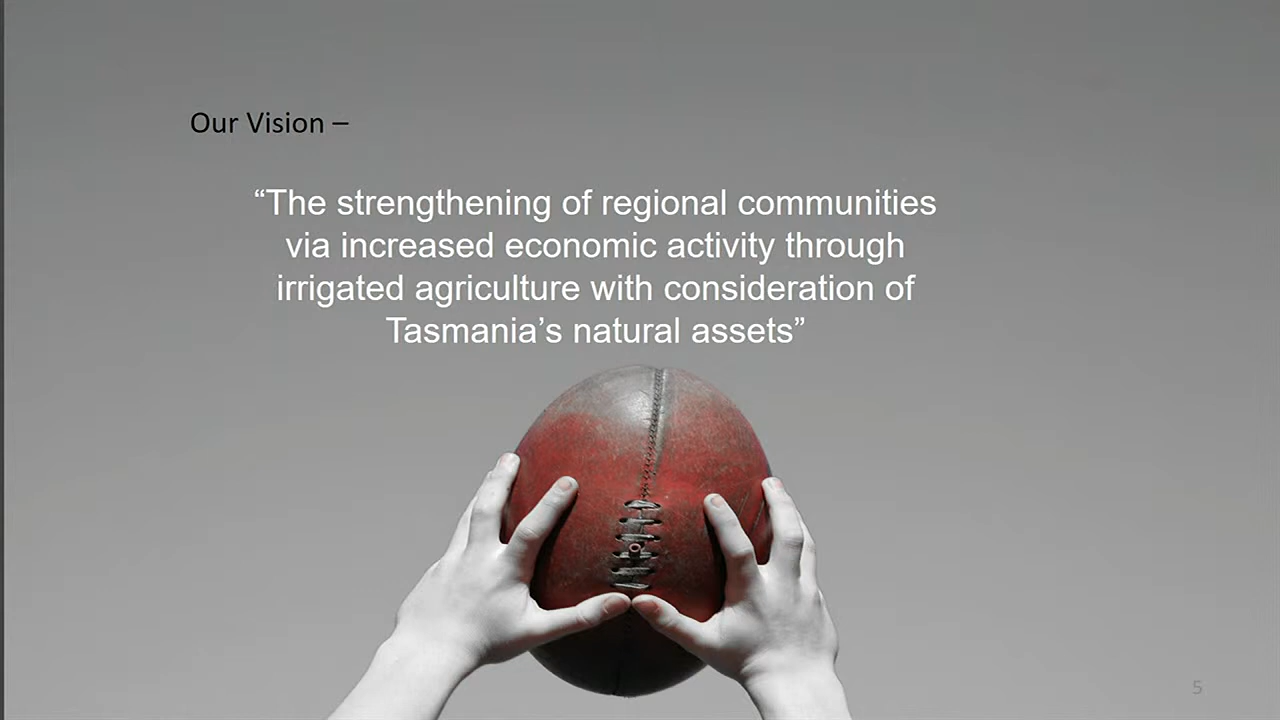 Our Vision –
“The strengthening of regional communities
via increased economic activity through
irrigated agriculture with consideration of
Tasmania’s natural assets”
5